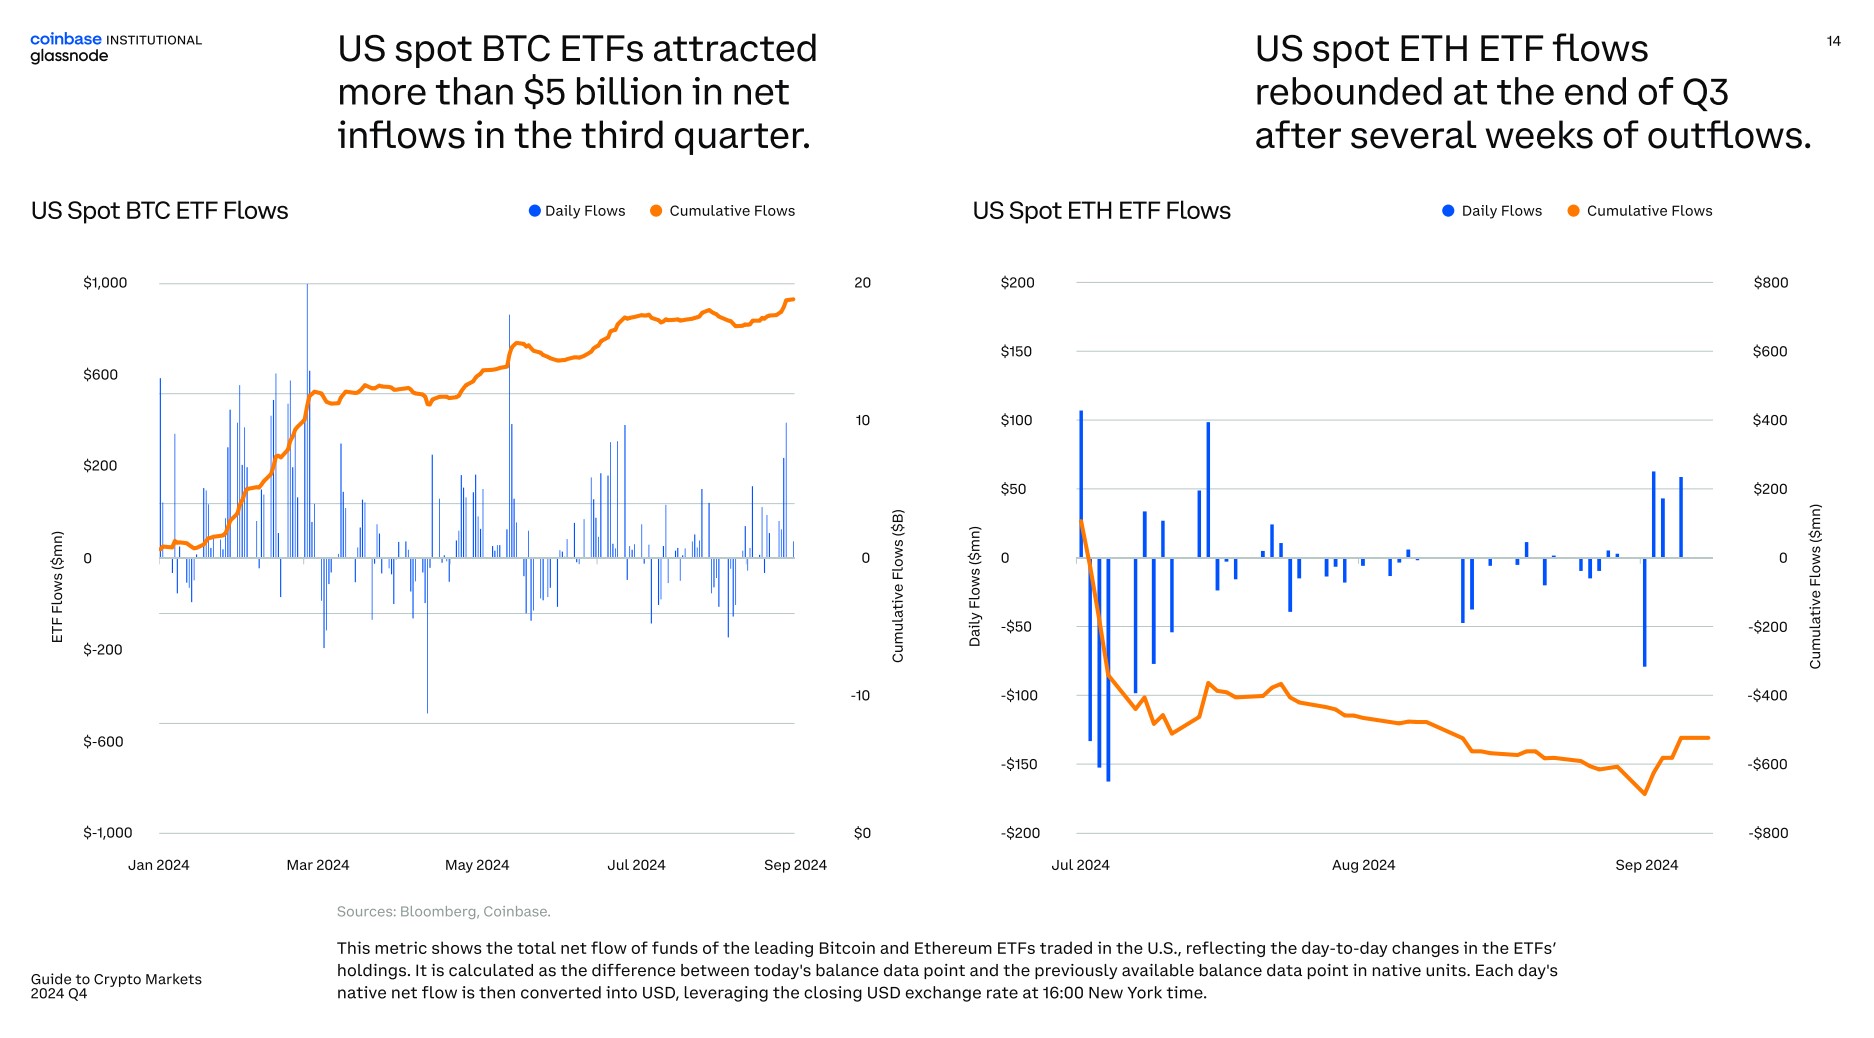 coinbase INSTITUTIONAL
glassnode
US spot BTC ETFs attracted
more than $5 billion in net
inflows in the third quarter.
US spot ETH ETF flows
rebounded at the end of Q3
after several weeks of outflows.
14
US Spot BTC ETF Flows
Daily Flows
Cumulative Flows
$1,000
$600
$200
0
$-200
$-600
$-1,000
ETF Flows ($mn)
20
10
0
-10
$0
Cumulative Flows ($B)
Jan 2024
Mar 2024
May 2024
Jul 2024
Sep 2024
US Spot ETH ETF Flows
Daily Flows
Cumulative Flows
$200
$150
$100
$50
0
-$50
-$100
-$150
-$200
Daily Flows ($mn)
$800
$600
$400
$200
0
-$200
-$400
-$600
-$800
Cumulative Flows ($mn)
Jul 2024
Aug 2024
Sep 2024
Sources: Bloomberg, Coinbase.
This metric shows the total net flow of funds of the leading Bitcoin and Ethereum ETFs traded in the U.S., reflecting the day-to-day changes in the ETFs’
holdings. It is calculated as the difference between today's balance data point and the previously available balance data point in native units. Each day's
native net flow is then converted into USD, leveraging the closing USD exchange rate at 16:00 New York time.
Guide to Crypto Markets
2024 Q4